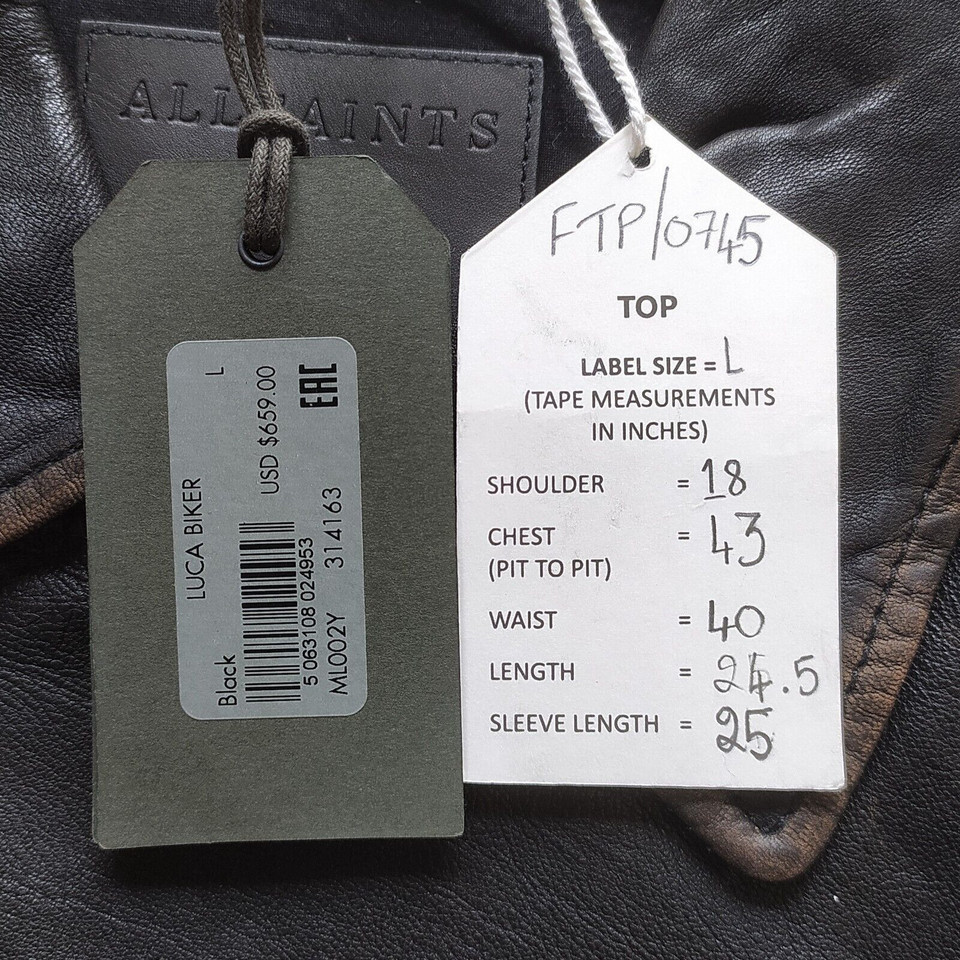 ALLSAINTS
L
LUCA BIKER
USD $659.00
EAC
Black
5 063108 024953
ML002Y 314163
FTP/0745
TOP
LABEL SIZE = L
(TAPE MEASUREMENTS
IN INCHES)
SHOULDER = 18
CHEST = 43
(PIT TO PIT)
WAIST = 40
LENGTH = 24.5
SLEEVE LENGTH = 25